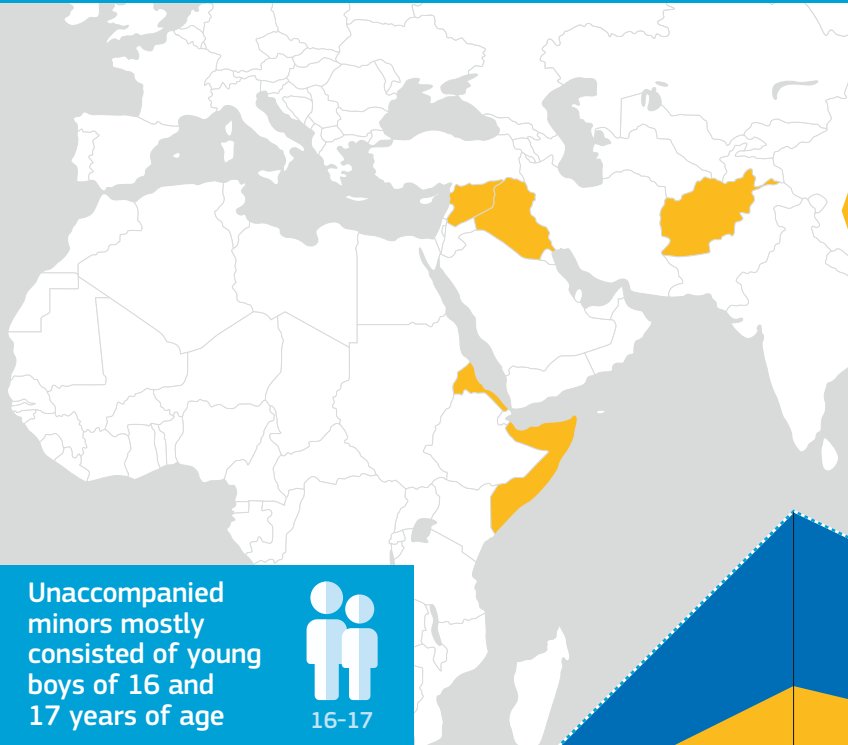 Unaccompanied
minors mostly
consisted of young
boys of 16 and
17 years of age
16-17